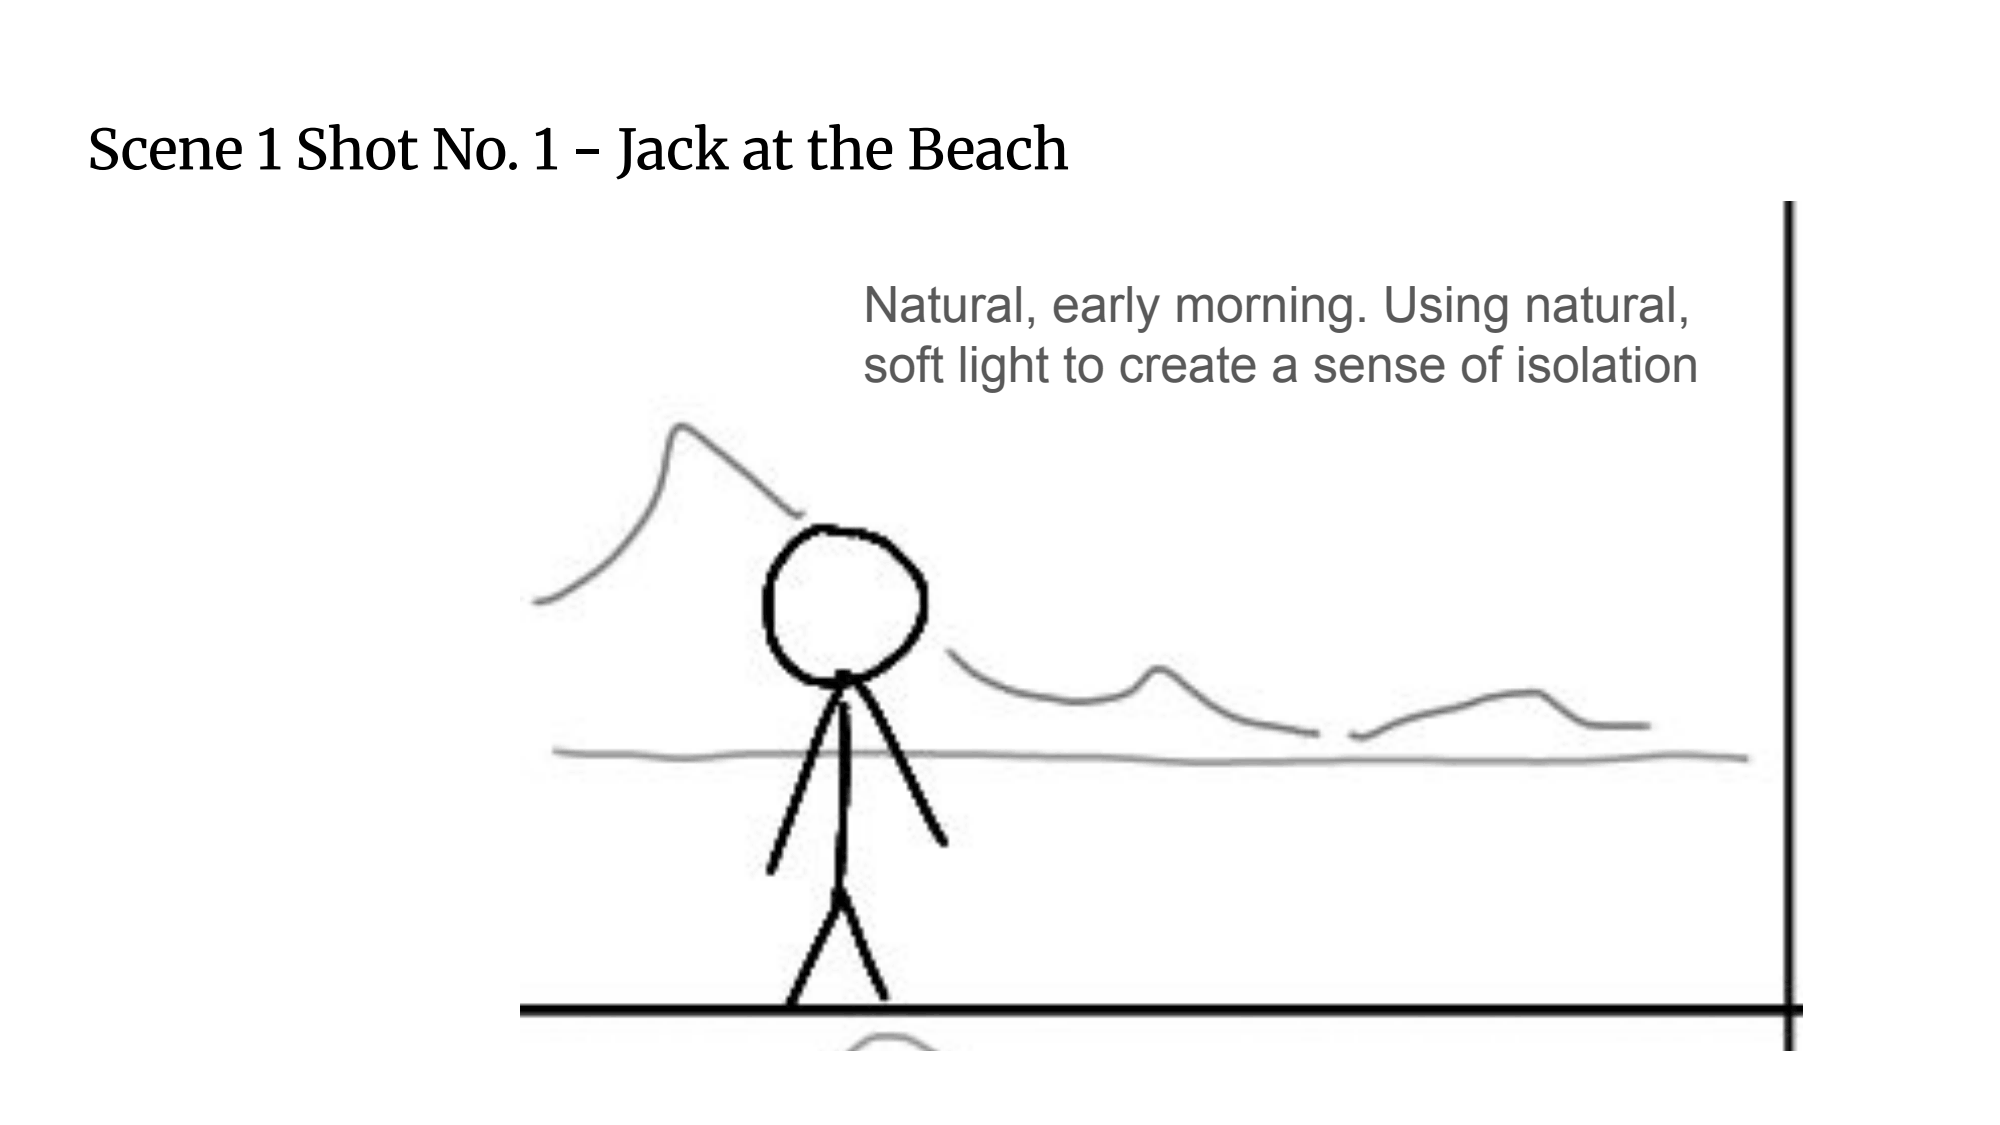 Scene 1 Shot No. 1 – Jack at the Beach
Natural, early morning. Using natural,
soft light to create a sense of isolation